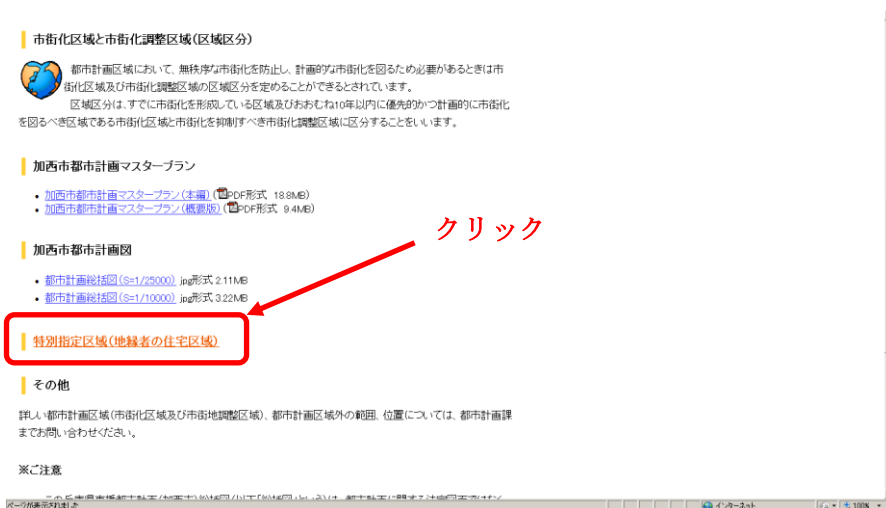 市街化区域と市街化調整区域(区域区分)
都市計画区域において、無秩序な市街化を防止し、計画的な市街化を図るため必要があるときは市
街化区域及び市街化調整区域の区域区分を定めることができるとされています。
区域区分は、すでに市街化を形成している区域及びおおむね10年以内に優先的かつ計画的に市街化
を図るべき区域である市街化区域と市街化を抑制すべき市街化調整区域に区分することをいいます。
加西市都市計画マスタープラン
・加西市都市計画マスタープラン(本編)(PDF形式 18.8MB)
・加西市都市計画マスタープラン(概要版)(PDF形式 9.4MB)
クリック
加西市都市計画図
・都市計画総括図(S=1/25000) jpg形式 2.11MB
・都市計画総括図(S=1/10000) jpg形式 3.22MB
特別指定区域(地縁者の住宅区域)
その他
詳しい都市計画区域(市街化区域及び市街地調整区域)、都市計画区域外の範囲、位置については、都市計画課
までお問い合わせください。
※ご注意
ページが表示されました
インターネット
100%